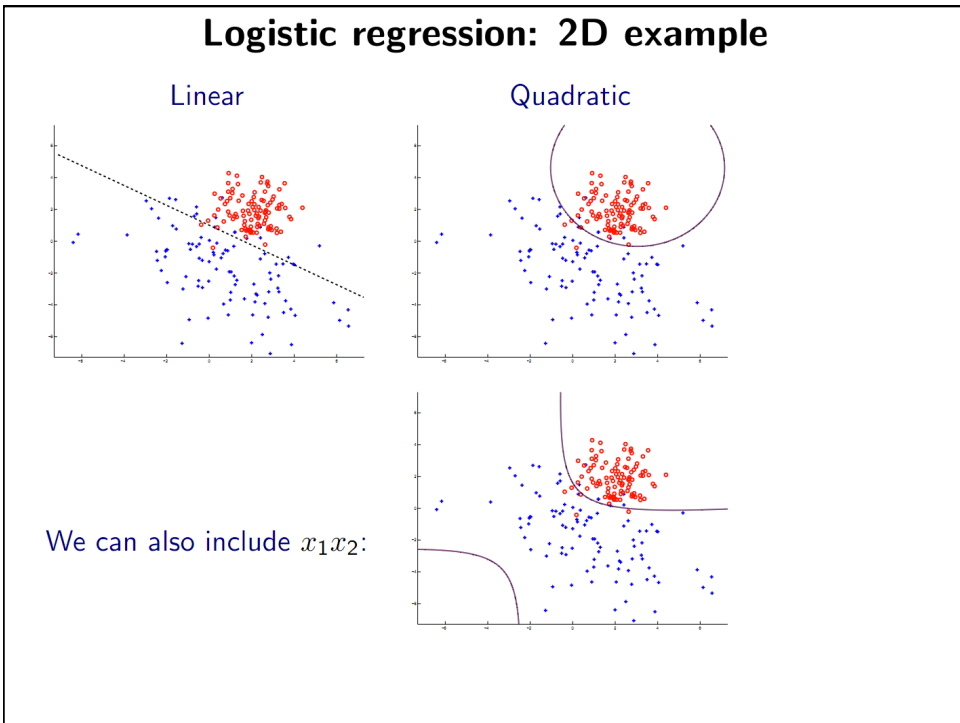 Logistic regression: 2D example
Linear
Quadratic
We can also include x₁x₂: